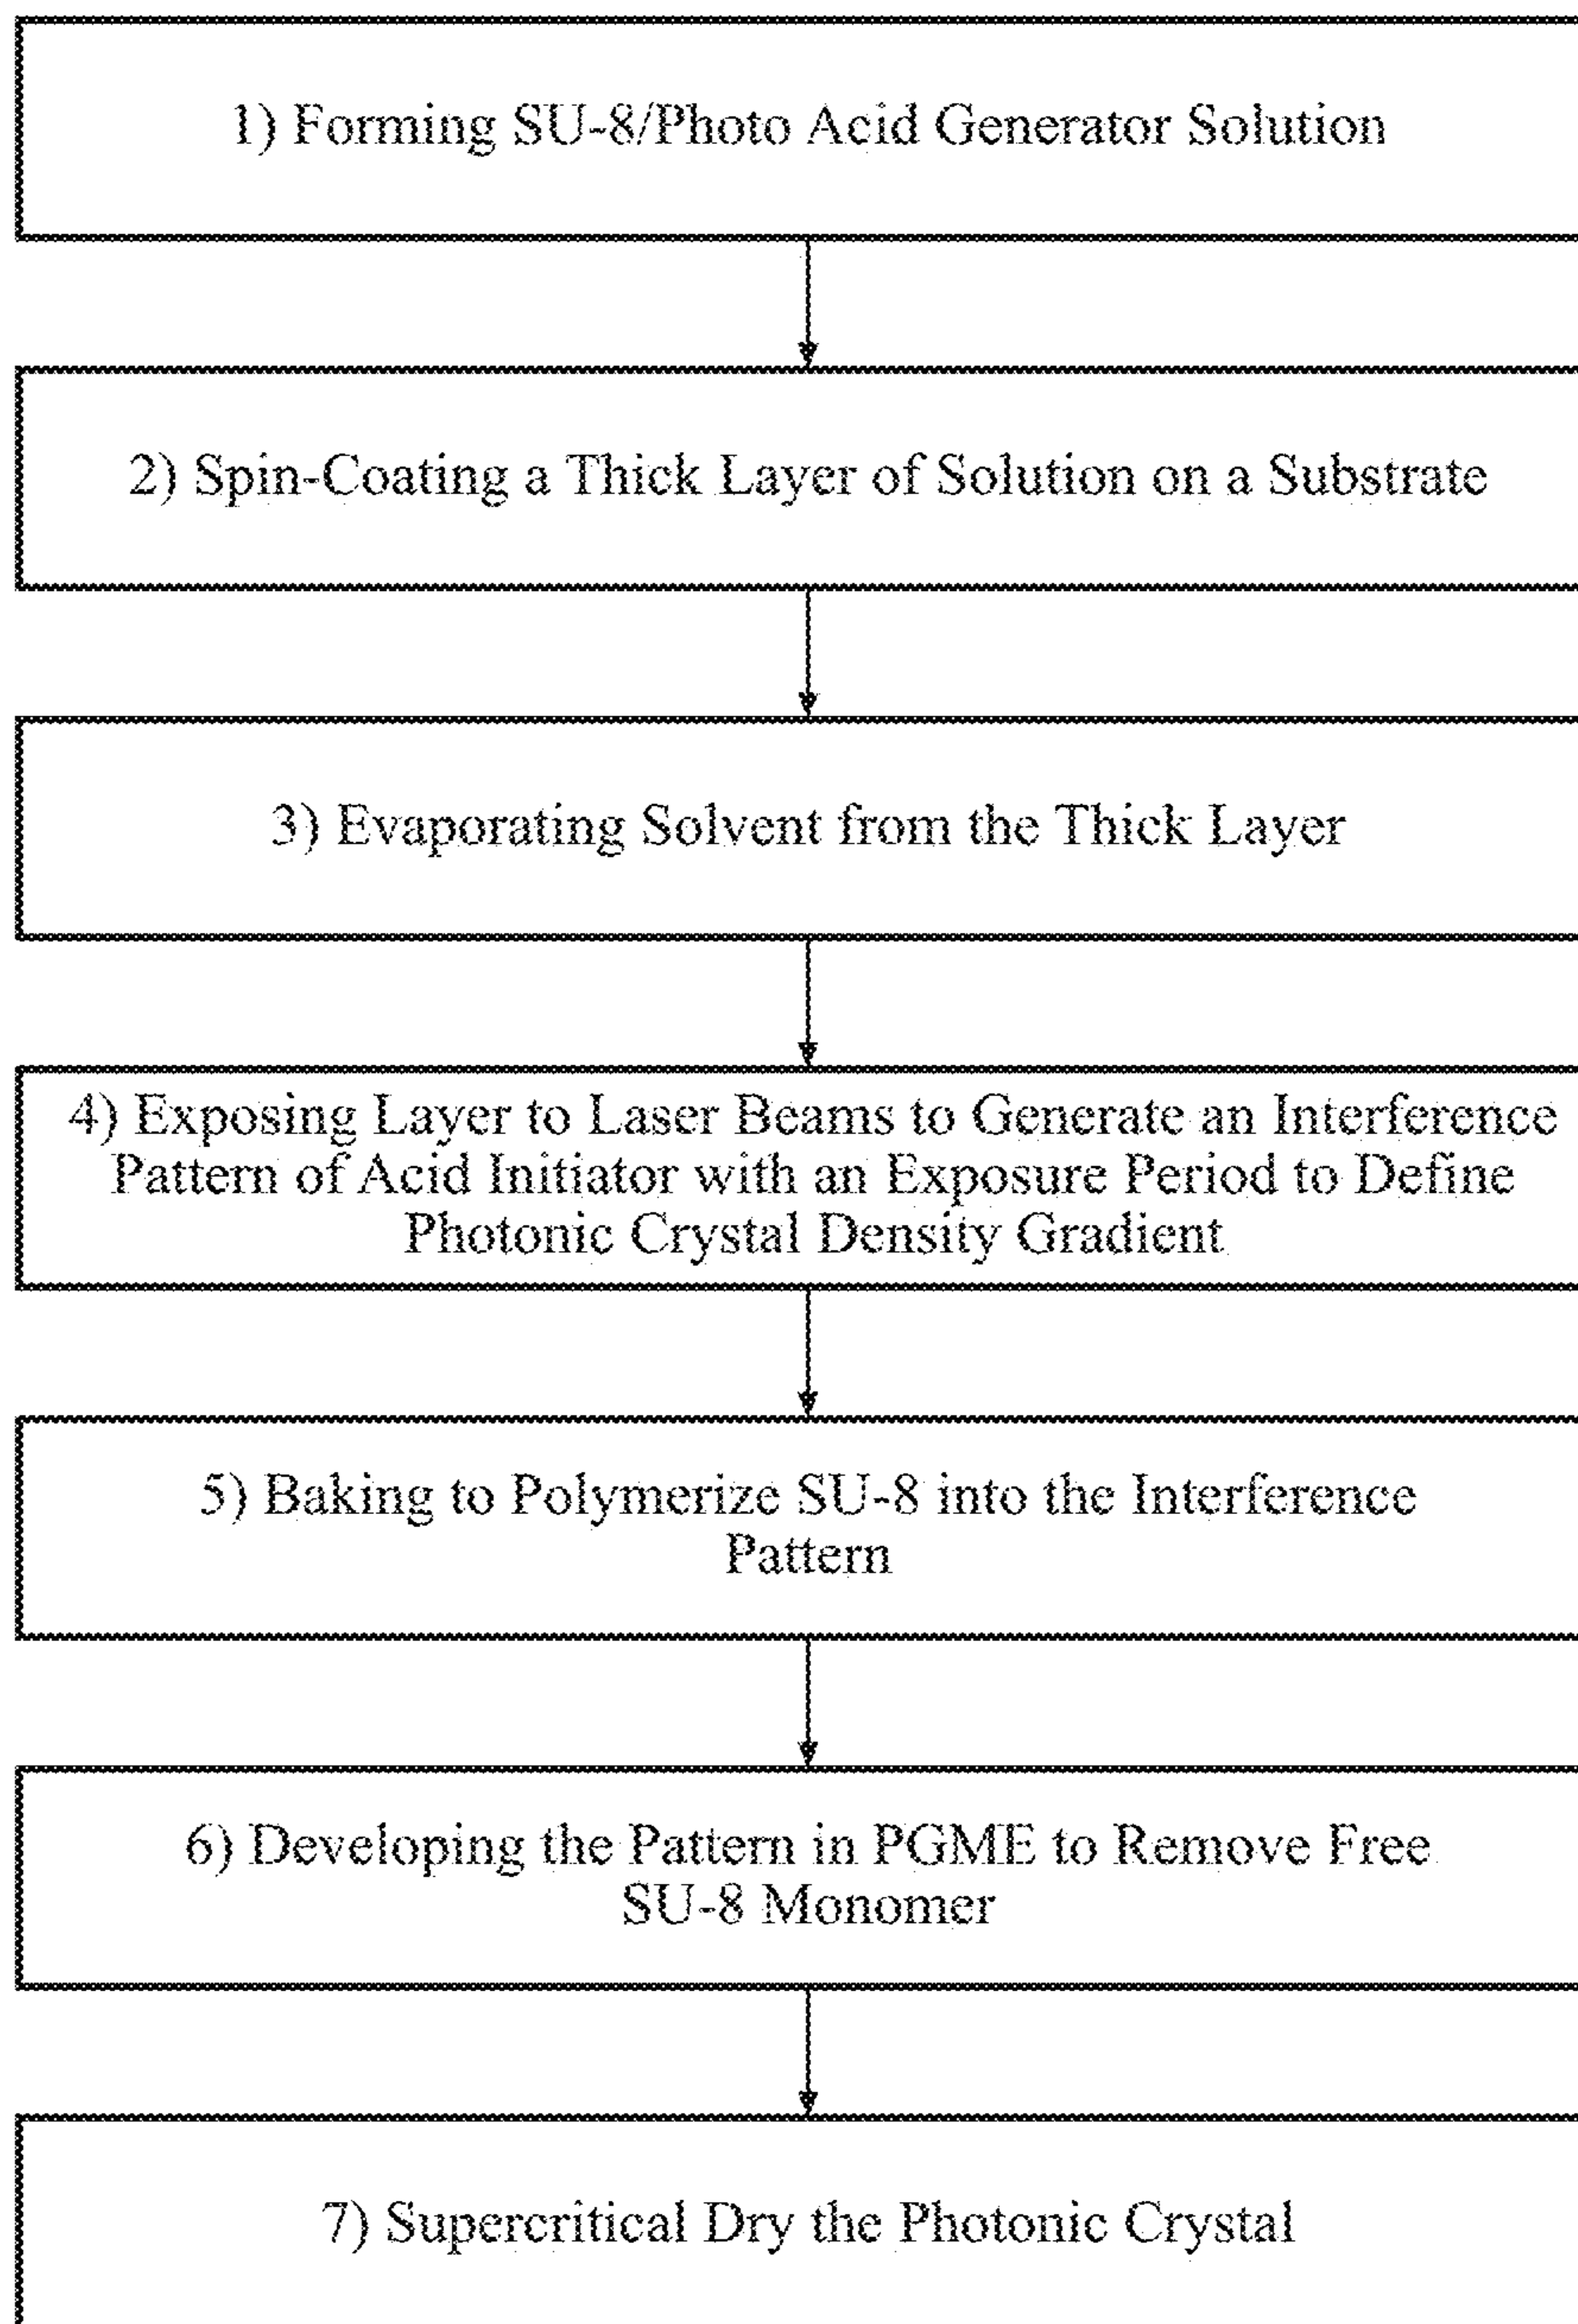 1) Forming SU-8/Photo Acid Generator Solution
2) Spin-Coating a Thick Layer of Solution on a Substrate
3) Evaporating Solvent from the Thick Layer
4) Exposing Layer to Laser Beams to Generate an Interference
Pattern of Acid Initiator with an Exposure Period to Define
Photonic Crystal Density Gradient
5) Baking to Polymerize SU-8 into the Interference
Pattern
6) Developing the Pattern in PGME to Remove Free
SU-8 Monomer
7) Supercritical Dry the Photonic Crystal